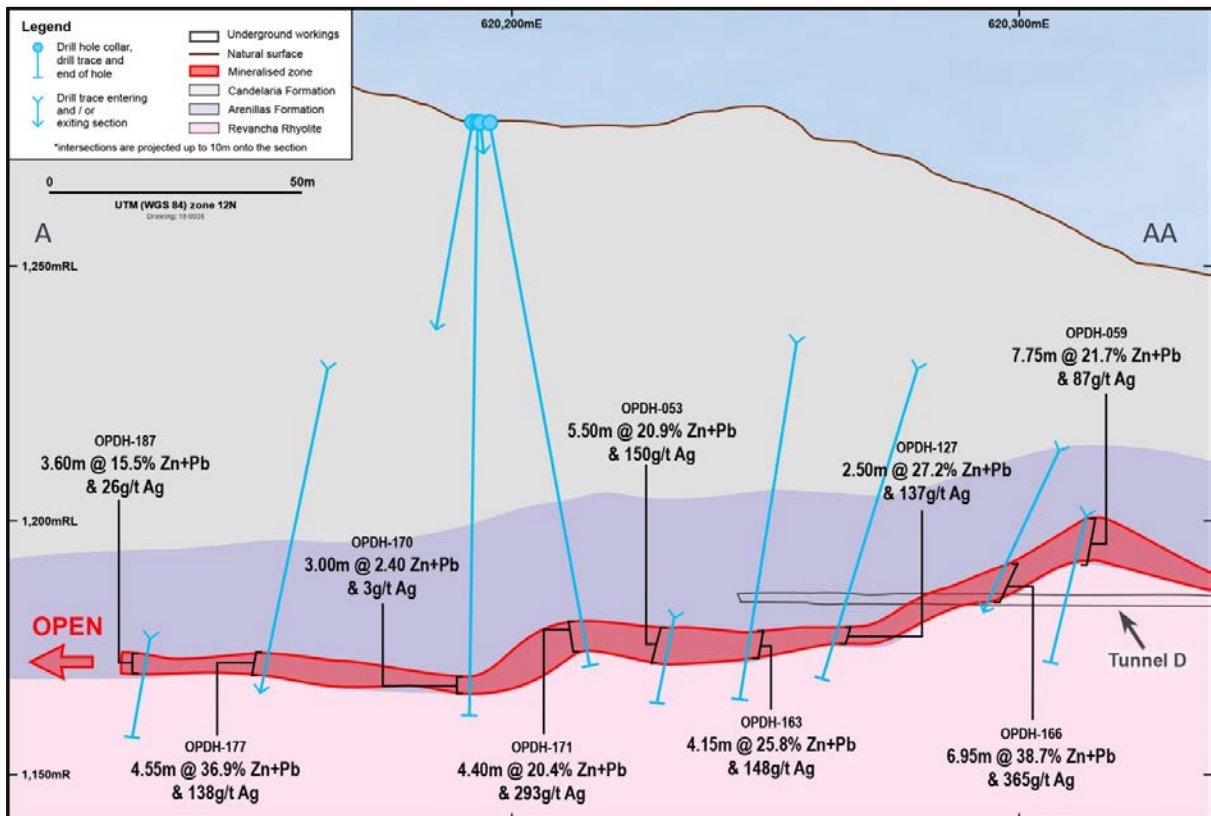 Legend
Drill hole collar,
drill trace and
end of hole
Drill trace entering
and / or
exiting section
Underground workings
Natural surface
Mineralised zone
Candelaria Formation
Arenillas Formation
Revancha Rhyolite
*intersections are projected up to 10m onto the section
620,200mE
620,300mE
0
50m
UTM (WGS 84) zone 12N
A
AA
1,250mRL
OPDH-059
7.75m @ 21.7% Zn+Pb
& 87g/t Ag
OPDH-053
5.50m @ 20.9% Zn+Pb
& 150g/t Ag
OPDH-187
3.60m @ 15.5% Zn+Pb
& 26g/t Ag
OPDH-127
2.50m @ 27.2% Zn+Pb
& 137g/t Ag
1,200mRL
OPDH-170
3.00m @ 2.40 Zn+Pb
& 3g/t Ag
OPEN
Tunnel D
OPDH-177
4.55m @ 36.9% Zn+Pb
& 138g/t Ag
OPDH-171
4.40m @ 20.4% Zn+Pb
& 293g/t Ag
OPDH-163
4.15m @ 25.8% Zn+Pb
& 148g/t Ag
OPDH-166
6.95m @ 38.7% Zn+Pb
& 365g/t Ag
1,150mR